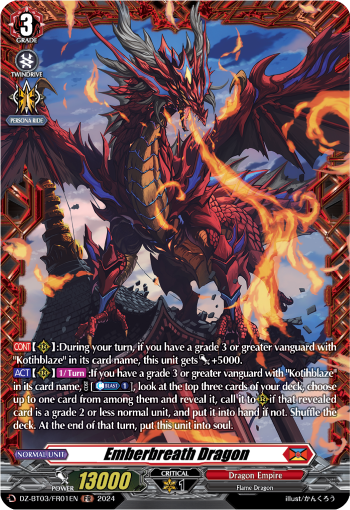 3
GRADE
TWINDRIVE
PERSONA RIDE
CONT【】:During your turn, if you have a grade 3 or greater vanguard with
"Kotihblaze" in its card name, this unit gets +5000.
ACT【】1/Turn:If you have a grade 3 or greater vanguard with "Kotihblaze"
in its card name, [BLAST 1], look at the top three cards of your deck, choose
up to one card from among them and reveal it, call it to if that revealed
card is a grade 2 or less normal unit, and put it into hand if not. Shuffle the
deck. At the end of that turn, put this unit into soul.
NORMAL UNIT
Emberbreath Dragon
POWER 13000
CRITICAL
1
Dragon Empire
Flame Dragon
DZ-BT03/FR01EN FR 2024
illust/かんくろう